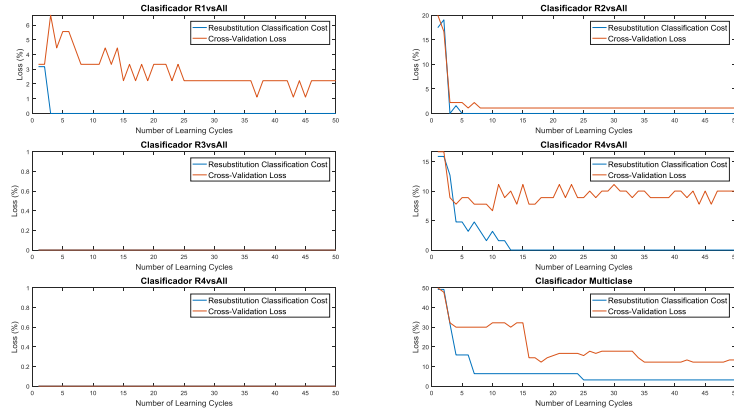 Clasificador R1vsAll
Loss (%)
0 1 2 3 4 5 6
Resubstitution Classification Cost
Cross-Validation Loss
0 5 10 15 20 25 30 35 40 45 50
Number of Learning Cycles
Clasificador R2vsAll
Loss (%)
0 5 10 15 20
Resubstitution Classification Cost
Cross-Validation Loss
0 5 10 15 20 25 30 35 40 45 50
Number of Learning Cycles
Clasificador R3vsAll
Loss (%)
0 0.2 0.4 0.6 0.8 1
Resubstitution Classification Cost
Cross-Validation Loss
0 5 10 15 20 25 30 35 40 45 50
Number of Learning Cycles
Clasificador R4vsAll
Loss (%)
0 5 10 15
Resubstitution Classification Cost
Cross-Validation Loss
0 5 10 15 20 25 30 35 40 45 50
Number of Learning Cycles
Clasificador R4vsAll
Loss (%)
0 0.2 0.4 0.6 0.8 1
Resubstitution Classification Cost
Cross-Validation Loss
0 5 10 15 20 25 30 35 40 45 50
Number of Learning Cycles
Clasificador Multiclase
Loss (%)
0 10 20 30 40 50
Resubstitution Classification Cost
Cross-Validation Loss
0 5 10 15 20 25 30 35 40 45 50
Number of Learning Cycles